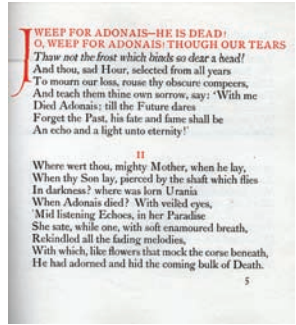 I WEEP FOR ADONAIS—HE IS DEAD!
O, WEEP FOR ADONAIS! THOUGH OUR TEARS
Thaw not the frost which binds so dear a head!
And thou, sad Hour, selected from all years
To mourn our loss, rouse thy obscure compeers,
And teach them thine own sorrow, say: 'With me
Died Adonais; till the Future dares
Forget the Past, his fate and fame shall be
An echo and a light unto eternity!'
II
Where wert thou, mighty Mother, when he lay,
When thy Son lay, pierced by the shaft which flies
In darkness? where was lorn Urania
When Adonais died? With veiled eyes,
'Mid listening Echoes, in her Paradise
She sate, while one, with soft enamoured breath,
Rekindled all the fading melodies,
With which, like flowers that mock the corse beneath,
He had adorned and hid the coming bulk of Death.
5